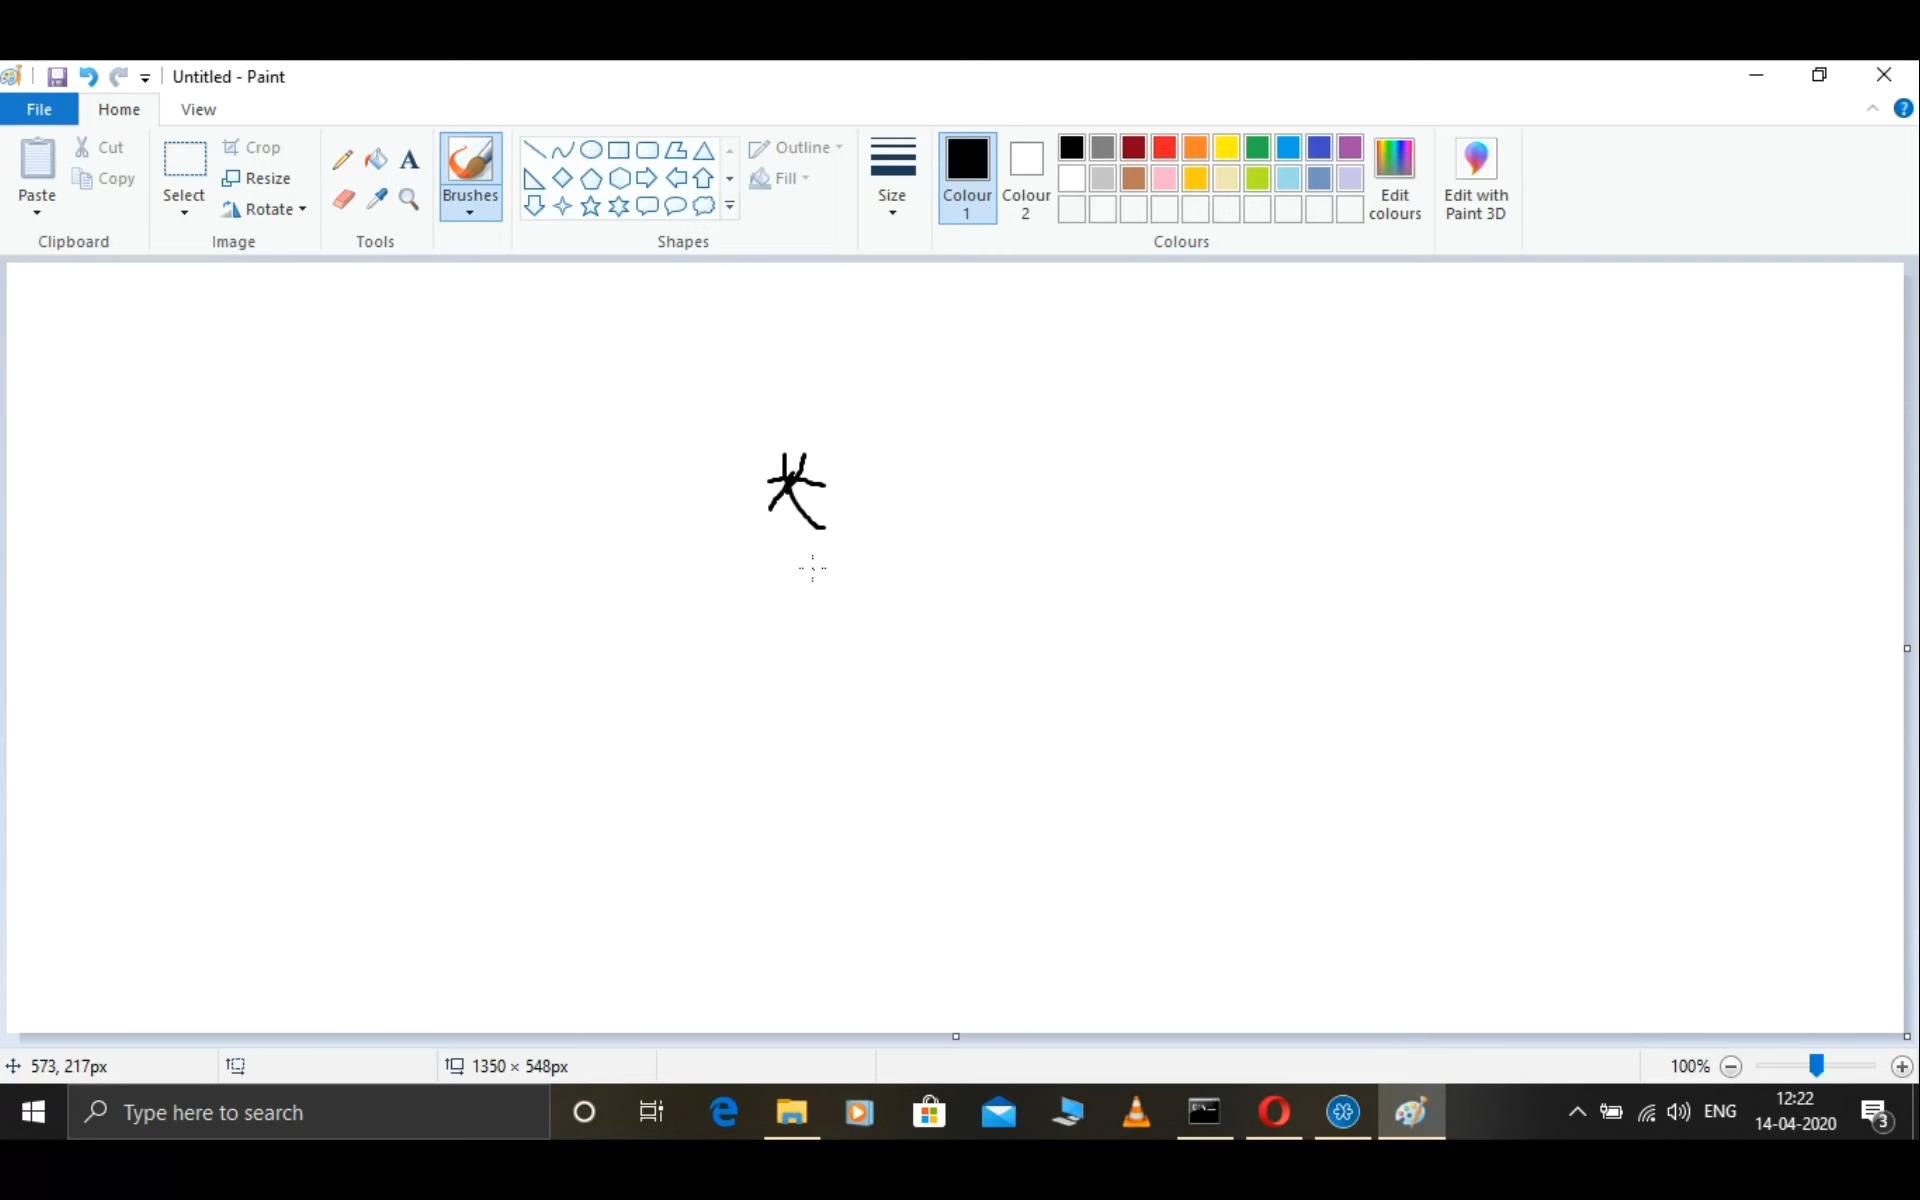 Untitled - Paint
File Home View
Paste Cut Copy Clipboard
Select Crop Resize Rotate Image
A Tools
Brushes
Outline Fill Shapes
Size
Colour 1 Colour 2 Edit colours Colours
Edit with Paint 3D
573, 217px 1350 × 548px 100%
Type here to search ENG 12:22
14-04-2020 3